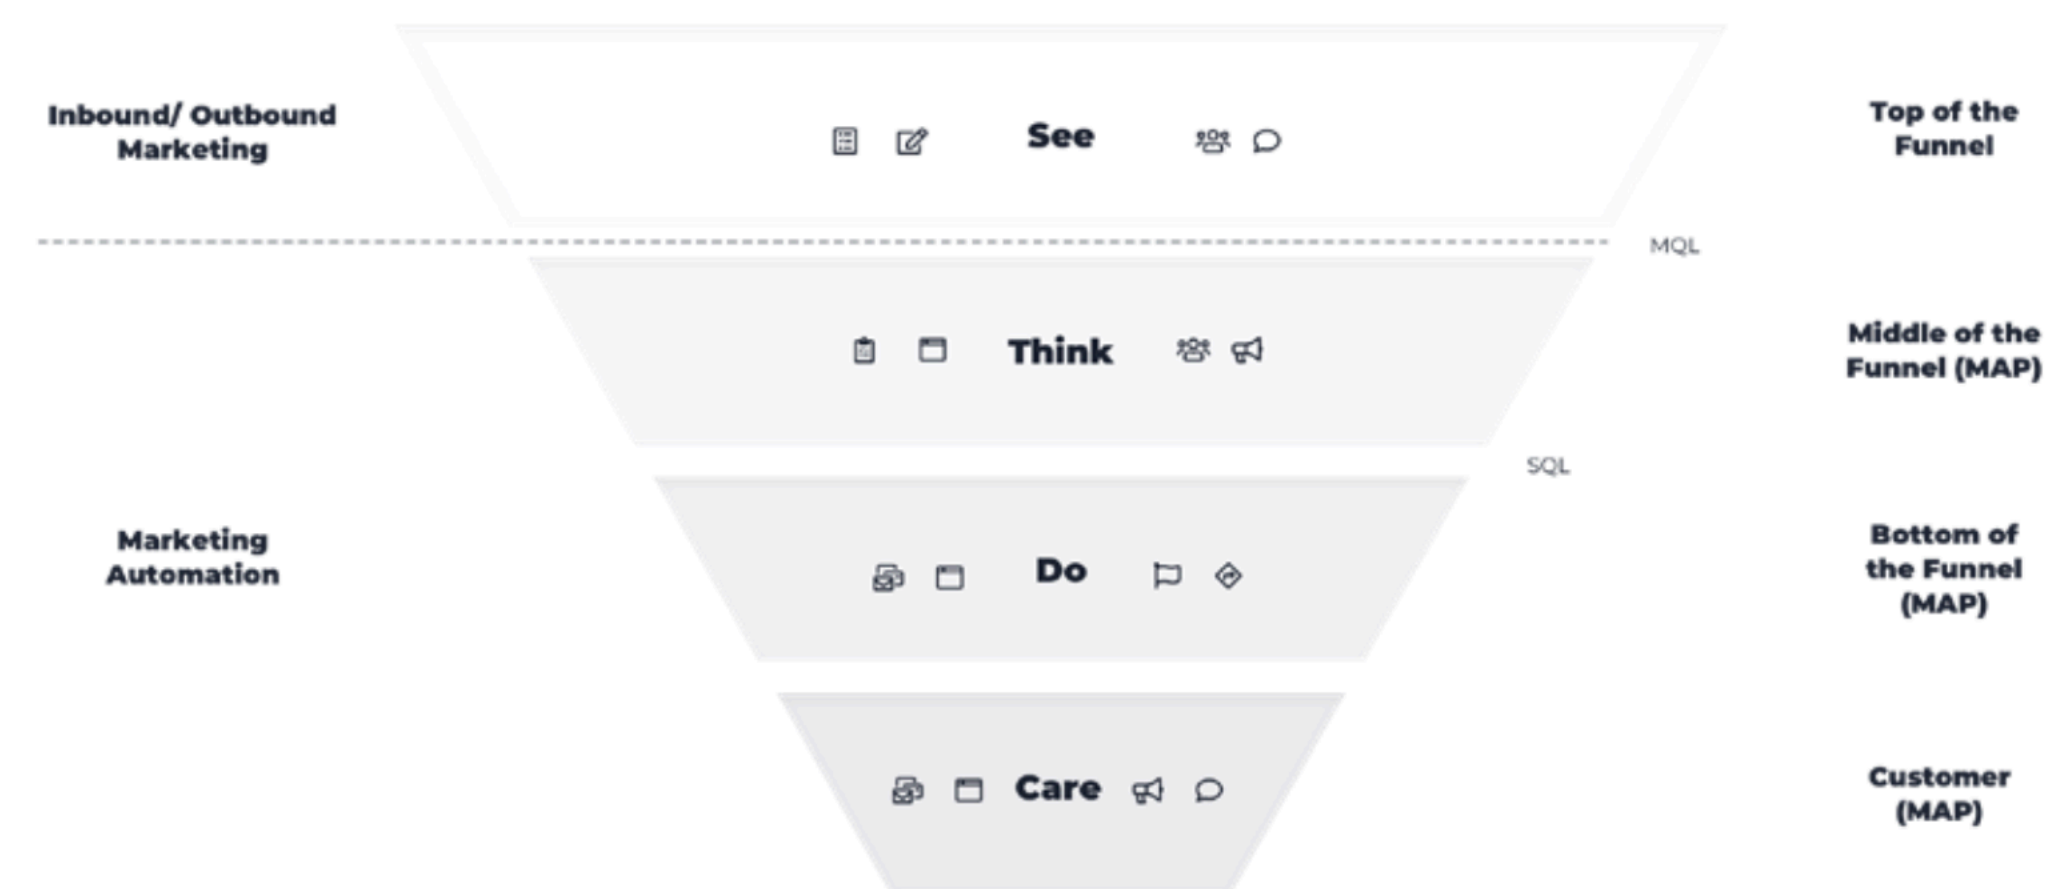 Inbound/ Outbound
Marketing
See
Top of the
Funnel
MQL
Think
Middle of the
Funnel (MAP)
SQL
Marketing
Automation
Do
Bottom of
the Funnel
(MAP)
Care
Customer
(MAP)